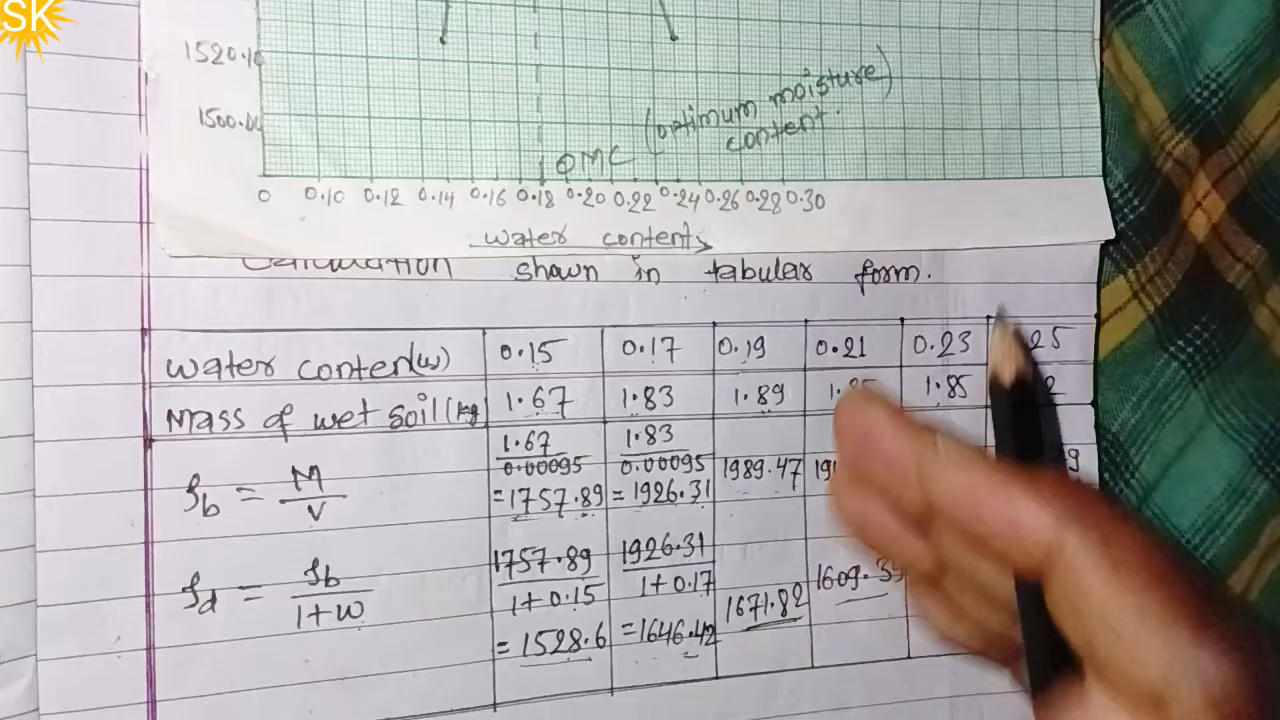 SK
1520.10
1500.00
(optimum moisture)
content.
OMC
0 0.10 0.12 0.14 0.16 0.18 0.20 0.22 0.24 0.26 0.28 0.30
water contents
Calculation shown in tabular form.
water conten(w) 0.15 0.17 0.19 0.21 0.23 25
Mass of wet soil (kg 1.67 1.83 1.89 1.85
ρb = M/V 1.67/0.00095 1.83/0.00095 1989.47
= 1757.89 = 1926.31
ρd = ρb/1+w 1757.89/1+0.15 1926.31/1+0.17 1671.82 1609.3
= 1528.6 = 1646.42